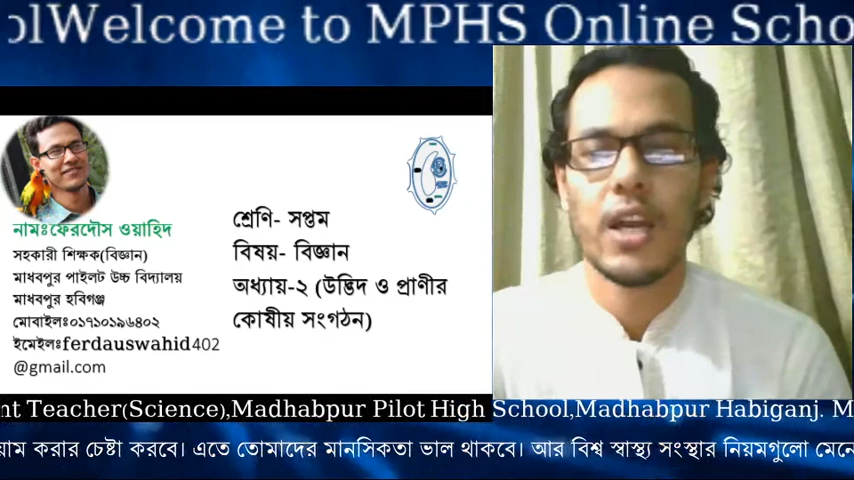 olWelcome to MPHS Online Scho
নামঃফেরদৌস ওয়াহিদ
সহকারী শিক্ষক(বিজ্ঞান)
মাধবপুর পাইলট উচ্চ বিদ্যালয়
মাধবপুর হবিগঞ্জ
মোবাইলঃ০১৭১০১৯৬৪০২
ইমেইলঃferdauswahid402
@gmail.com
শ্রেণি- সপ্তম
বিষয়- বিজ্ঞান
অধ্যায়-২ (উদ্ভিদ ও প্রাণীর
কোষীয় সংগঠন)
nt Teacher(Science),Madhabpur Pilot High School,Madhabpur Habiganj. M
য়াম করার চেষ্টা করবে। এতে তোমাদের মানসিকতা ভাল থাকবে। আর বিশ্ব স্বাস্থ্য সংস্থার নিয়মগুলো মেনে